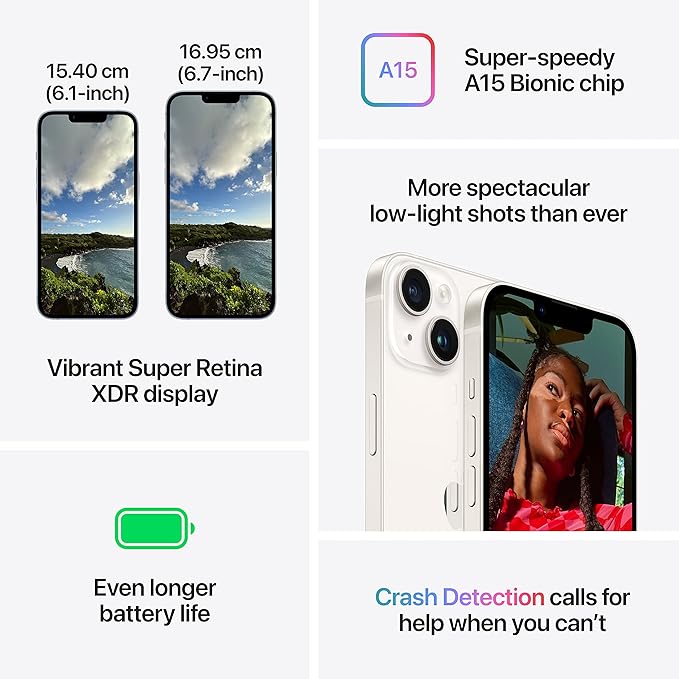 15.40 cm
(6.1-inch)
16.95 cm
(6.7-inch)
Vibrant Super Retina
XDR display
A15
Super-speedy
A15 Bionic chip
More spectacular
low-light shots than ever
Even longer
battery life
Crash Detection calls for
help when you can’t